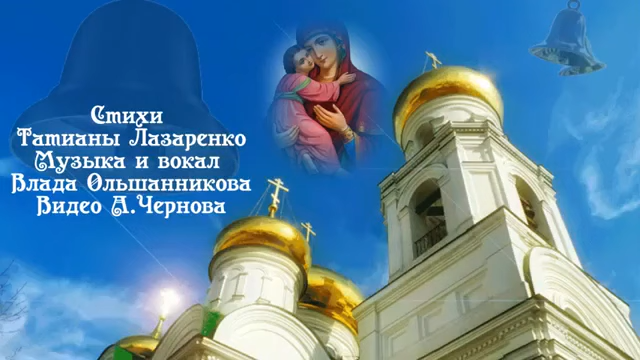 Стихи
Татианы Лазаренко
Музыка и вокал
Влада Ольшанникова
Видео А.Чернова